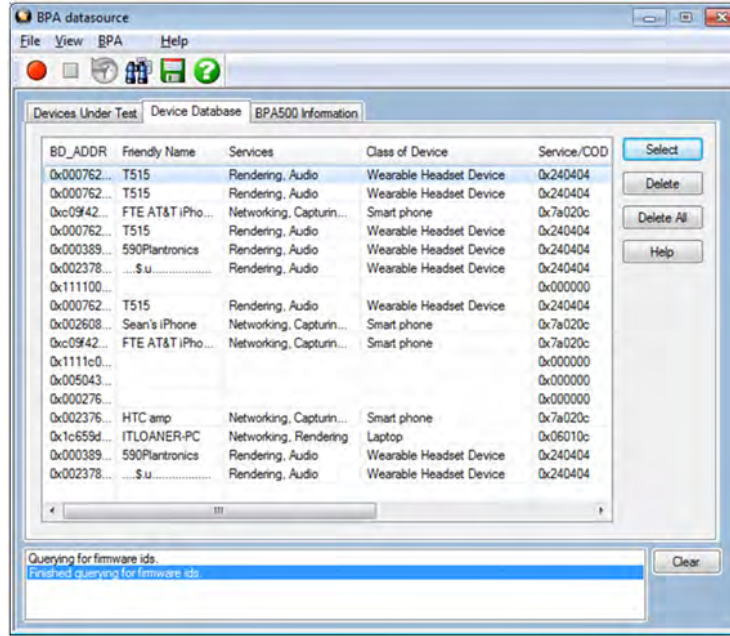 BPA datasource
File View BPA Help
Devices Under Test Device Database BPA500 Information
BD_ADDR Friendly Name Services Class of Device Service/COD
0x000762... T515 Rendering, Audio Wearable Headset Device 0x240404
0x000762... T515 Rendering, Audio Wearable Headset Device 0x240404
0xc09f42... FTE AT&T iPho... Networking, Capturin... Smart phone 0x7a020c
0x000762... T515 Rendering, Audio Wearable Headset Device 0x240404
0x000389... 590Plantronics Rendering, Audio Wearable Headset Device 0x240404
0x002378... ....$.u.................. Rendering, Audio Wearable Headset Device 0x240404
0x111100... 0x000000
0x000762... T515 Rendering, Audio Wearable Headset Device 0x240404
0x002608... Sean's iPhone Networking, Capturin... Smart phone 0x7a020c
0xc09f42... FTE AT&T iPho... Networking, Capturin... Smart phone 0x7a020c
0x1111c0... 0x000000
0x005043... 0x000000
0x000276... 0x000000
0x002376... HTC amp Networking, Capturin... Smart phone 0x7a020c
0x1c659d... ITLOANER-PC Networking, Rendering Laptop 0x06010c
0x000389... 590Plantronics Rendering, Audio Wearable Headset Device 0x240404
0x002378... ....$.u.................. Rendering, Audio Wearable Headset Device 0x240404
Select
Delete
Delete All
Help
Querying for firmware ids.
Finished querying for firmware ids.
Clear